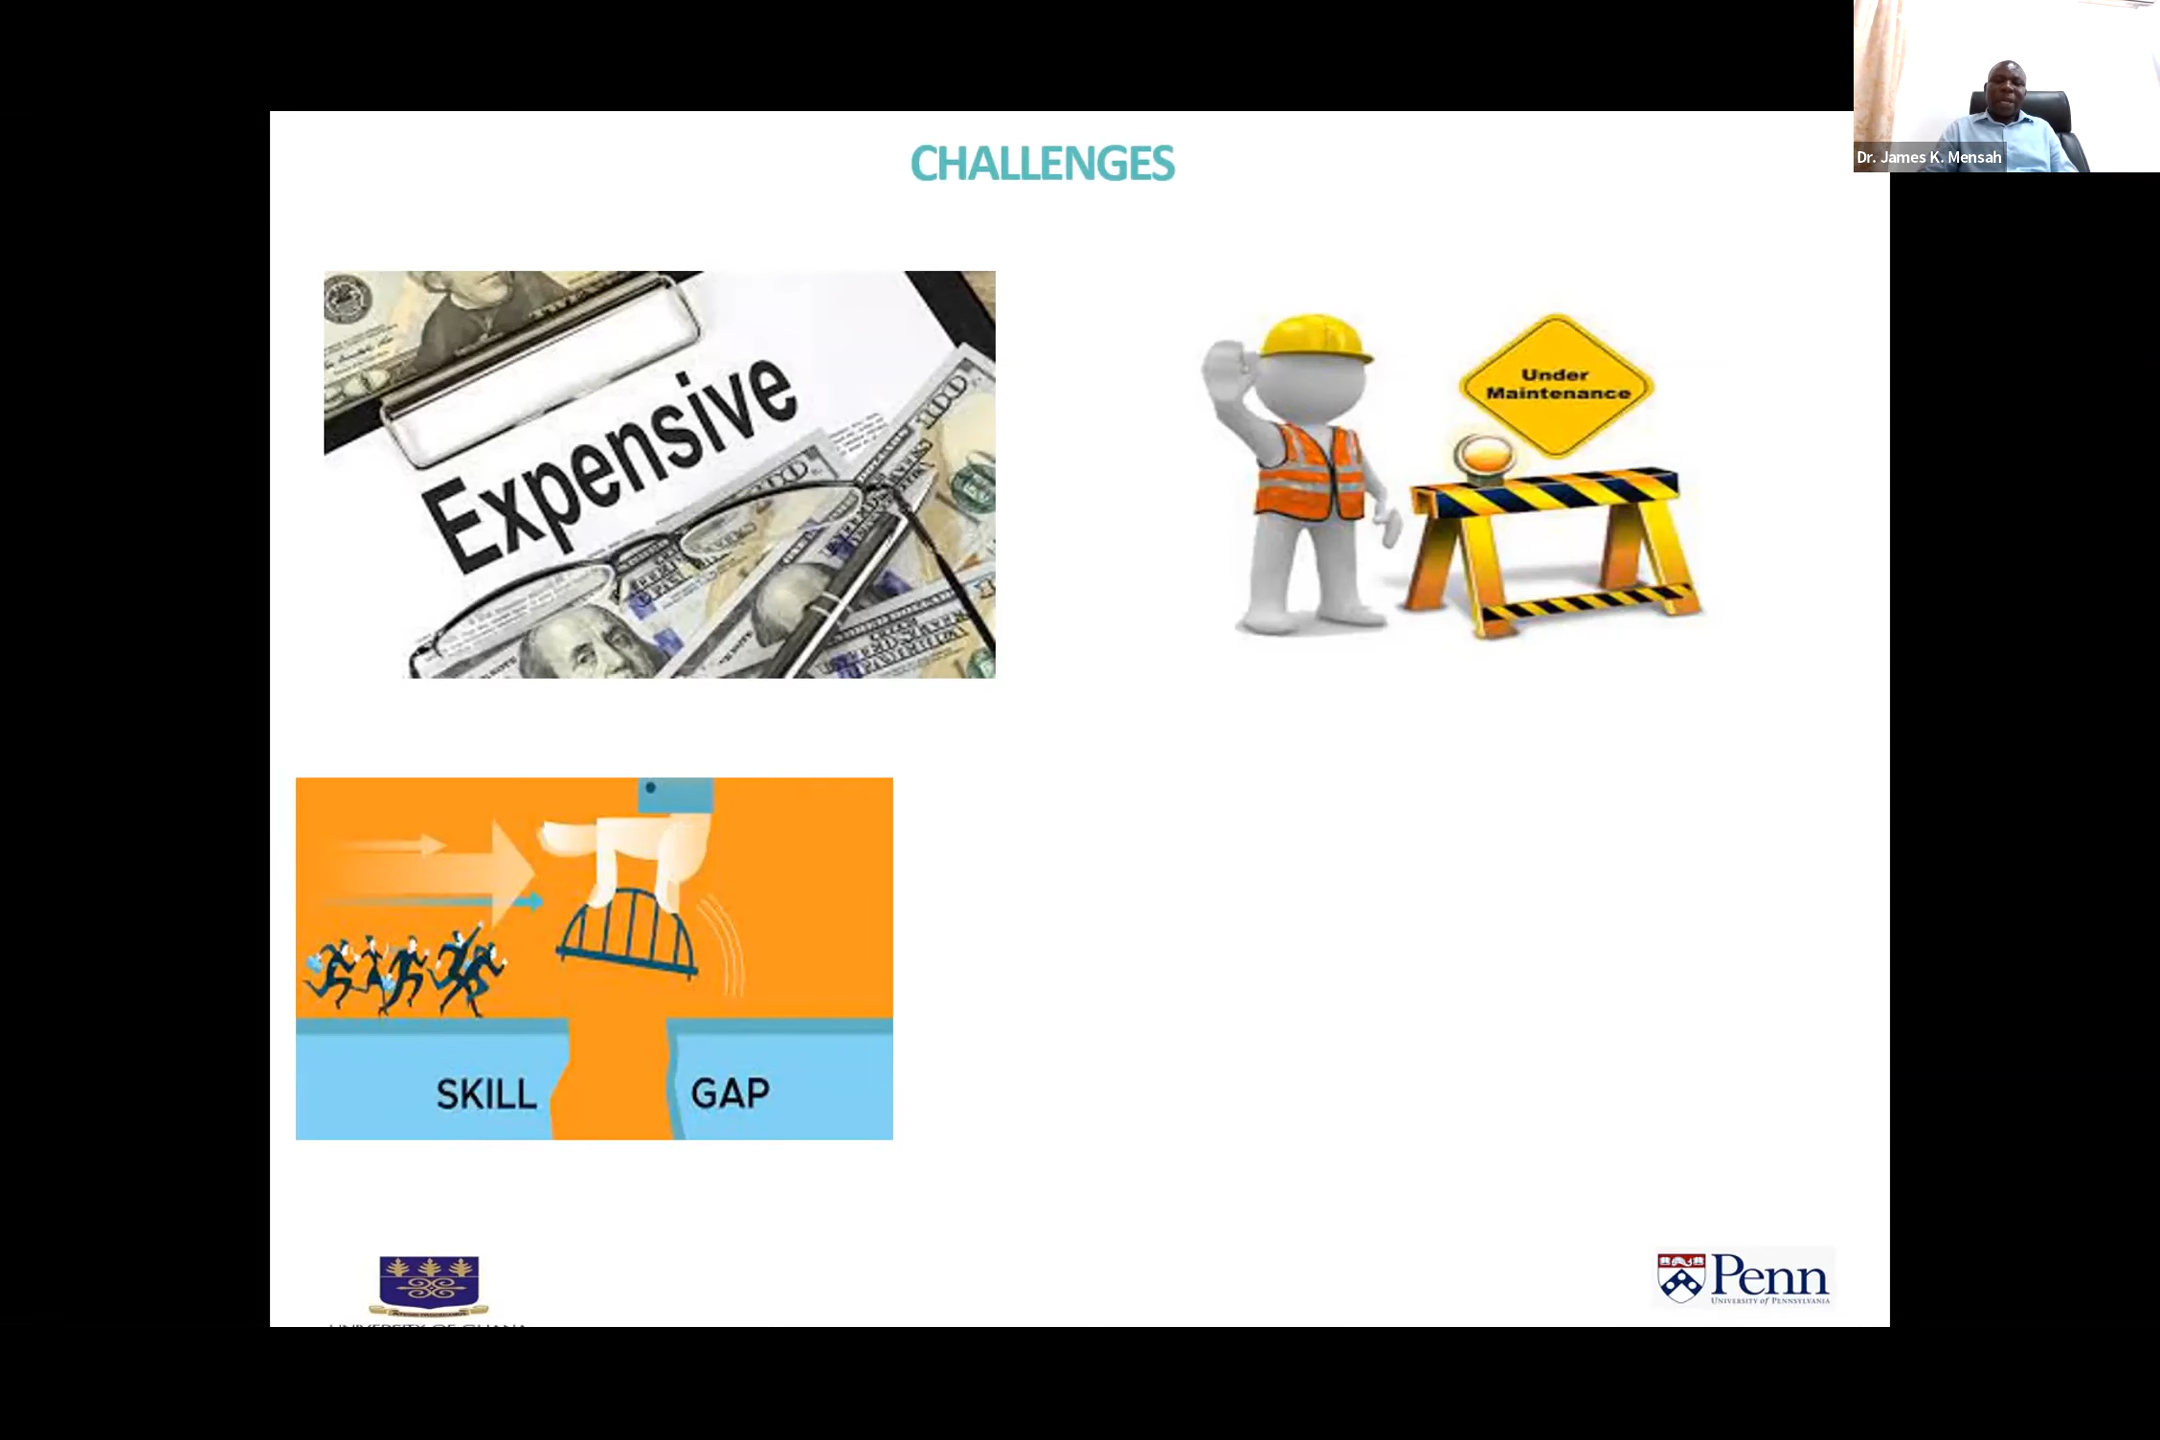 Dr. James K. Mensah
CHALLENGES
Expensive
Under
Maintenance
SKILL GAP
UNIVERSITY OF GHANA
Penn
UNIVERSITY of PENNSYLVANIA